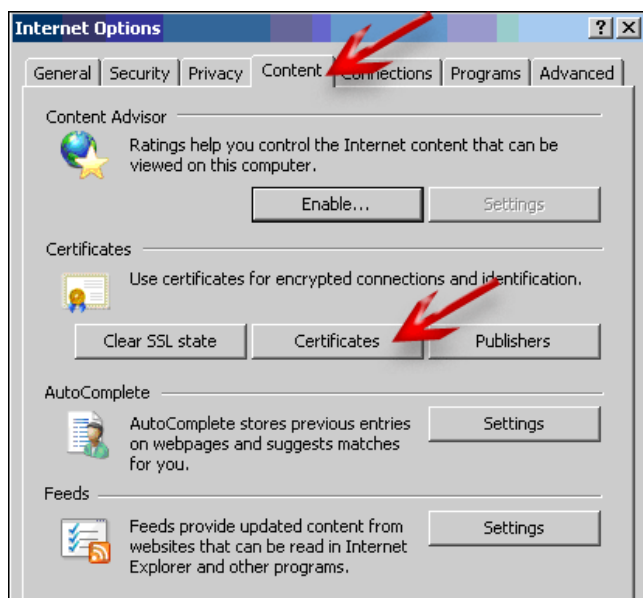 Internet Options
General Security Privacy Content Connections Programs Advanced
Content Advisor
Ratings help you control the Internet content that can be
viewed on this computer.
Enable... Settings
Certificates
Use certificates for encrypted connections and identification.
Clear SSL state Certificates Publishers
AutoComplete
AutoComplete stores previous entries
on webpages and suggests matches
for you.
Settings
Feeds
Feeds provide updated content from
websites that can be read in Internet
Explorer and other programs.
Settings